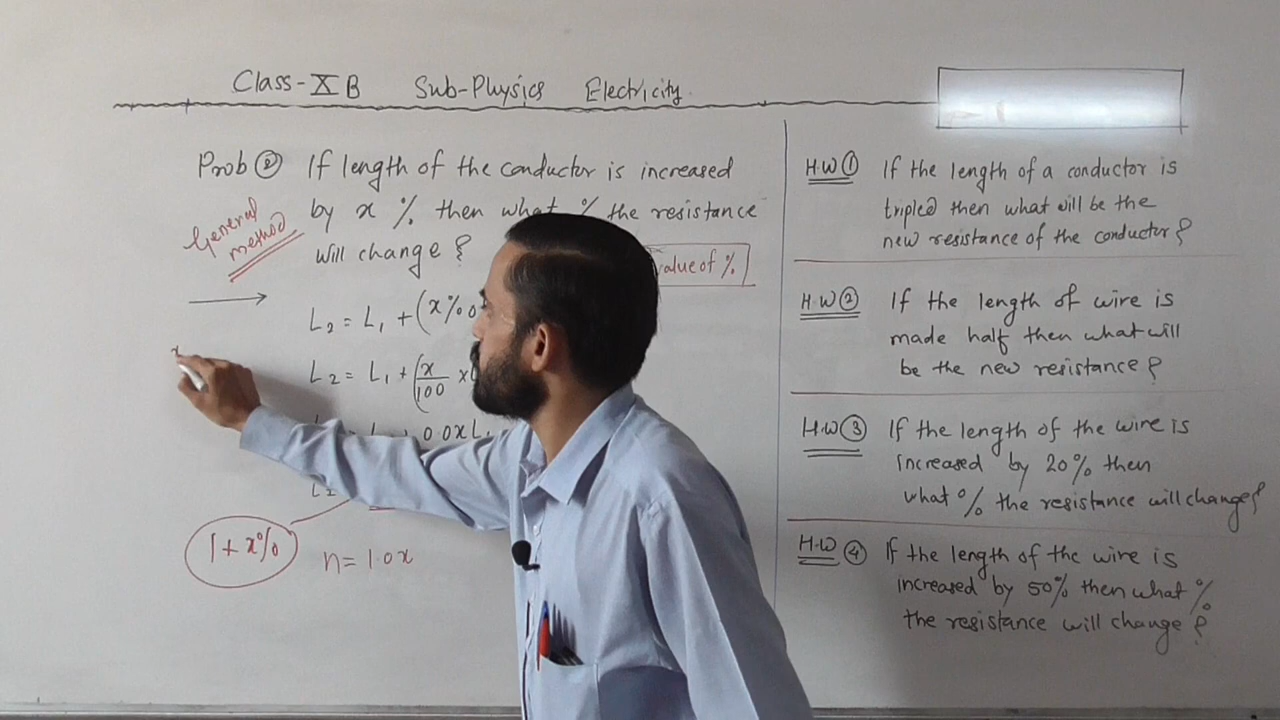 Class-X B Sub-Physics Electricity
Prob ② If length of the conductor is increased
by x % then what % the resistance
will change ?
General
method
value of %
L₂ = L₁ + (x% o
L₂ = L₁ + (x/100 ×
0.0x L
L₂
1 + x%
n = 1.0x
x
H.W ① If the length of a conductor is
tripled then what will be the
new resistance of the conductor ?
H.W ② If the length of wire is
made half then what will
be the new resistance ?
H.W ③ If the length of the wire is
increased by 20% then
what % the resistance will change ?
H.W ④ If the length of the wire is
increased by 50% then what %
the resistance will change ?